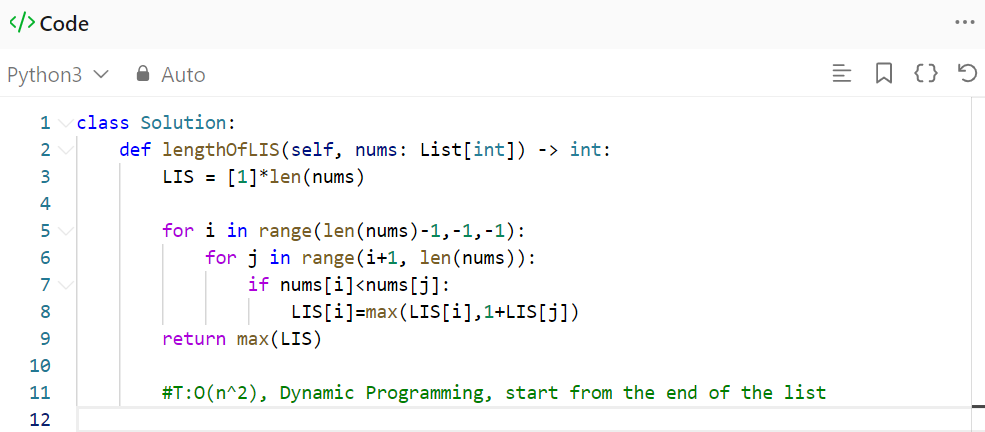 </> Code
Python3 Auto
1 class Solution:
2     def lengthOfLIS(self, nums: List[int]) -> int:
3         LIS = [1]*len(nums)
4
5         for i in range(len(nums)-1,-1,-1):
6             for j in range(i+1, len(nums)):
7                 if nums[i]<nums[j]:
8                     LIS[i]=max(LIS[i],1+LIS[j])
9         return max(LIS)
10
11         #T:O(n^2), Dynamic Programming, start from the end of the list
12